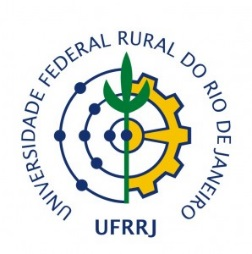 UNIVERSIDADE FEDERAL RURAL DO RIO DE JANEIRO
UFRRJ